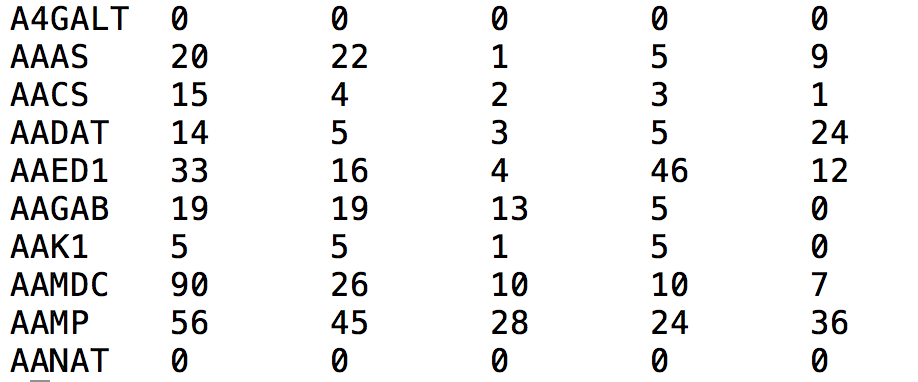 A4GALT 0 0 0 0 0
AAAS 20 22 1 5 9
AACS 15 4 2 3 1
AADAT 14 5 3 5 24
AAED1 33 16 4 46 12
AAGAB 19 19 13 5 0
AAK1 5 5 1 5 0
AAMDC 90 26 10 10 7
AAMP 56 45 28 24 36
AANAT 0 0 0 0 0